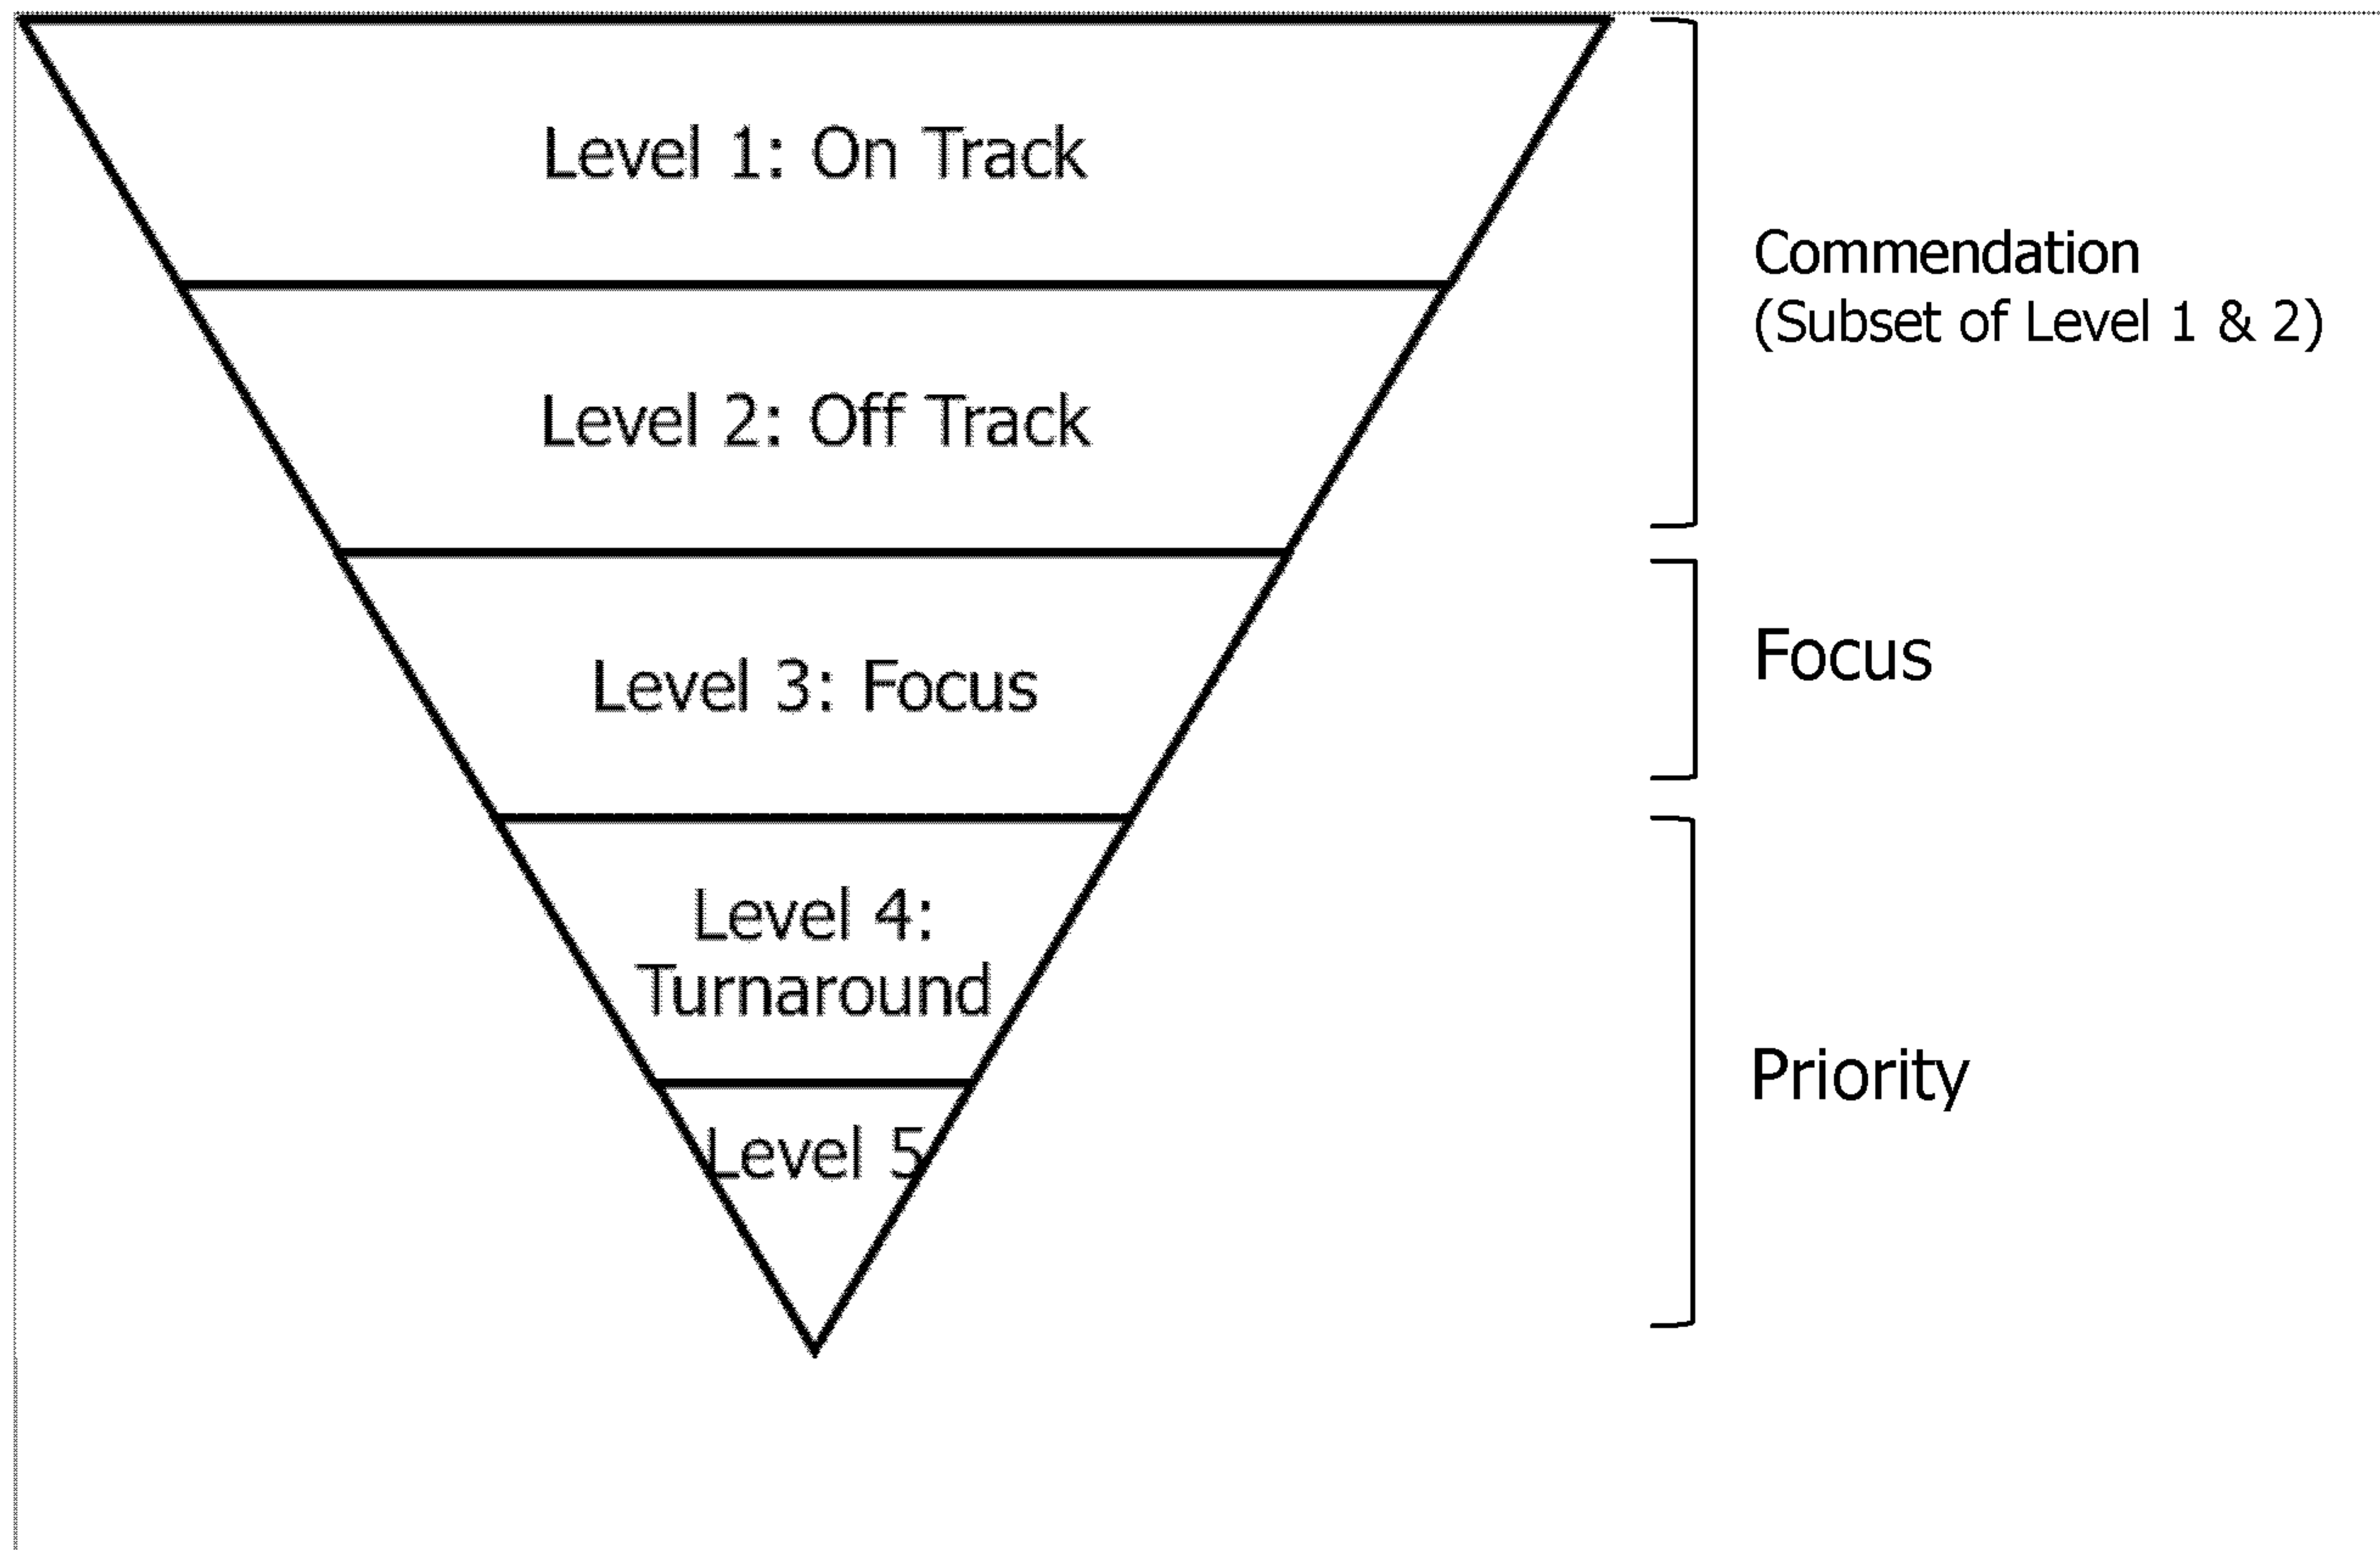 Level 1: On Track
Level 2: Off Track
Level 3: Focus
Level 4:
Turnaround
Level 5
Commendation
(Subset of Level 1 & 2)
Focus
Priority